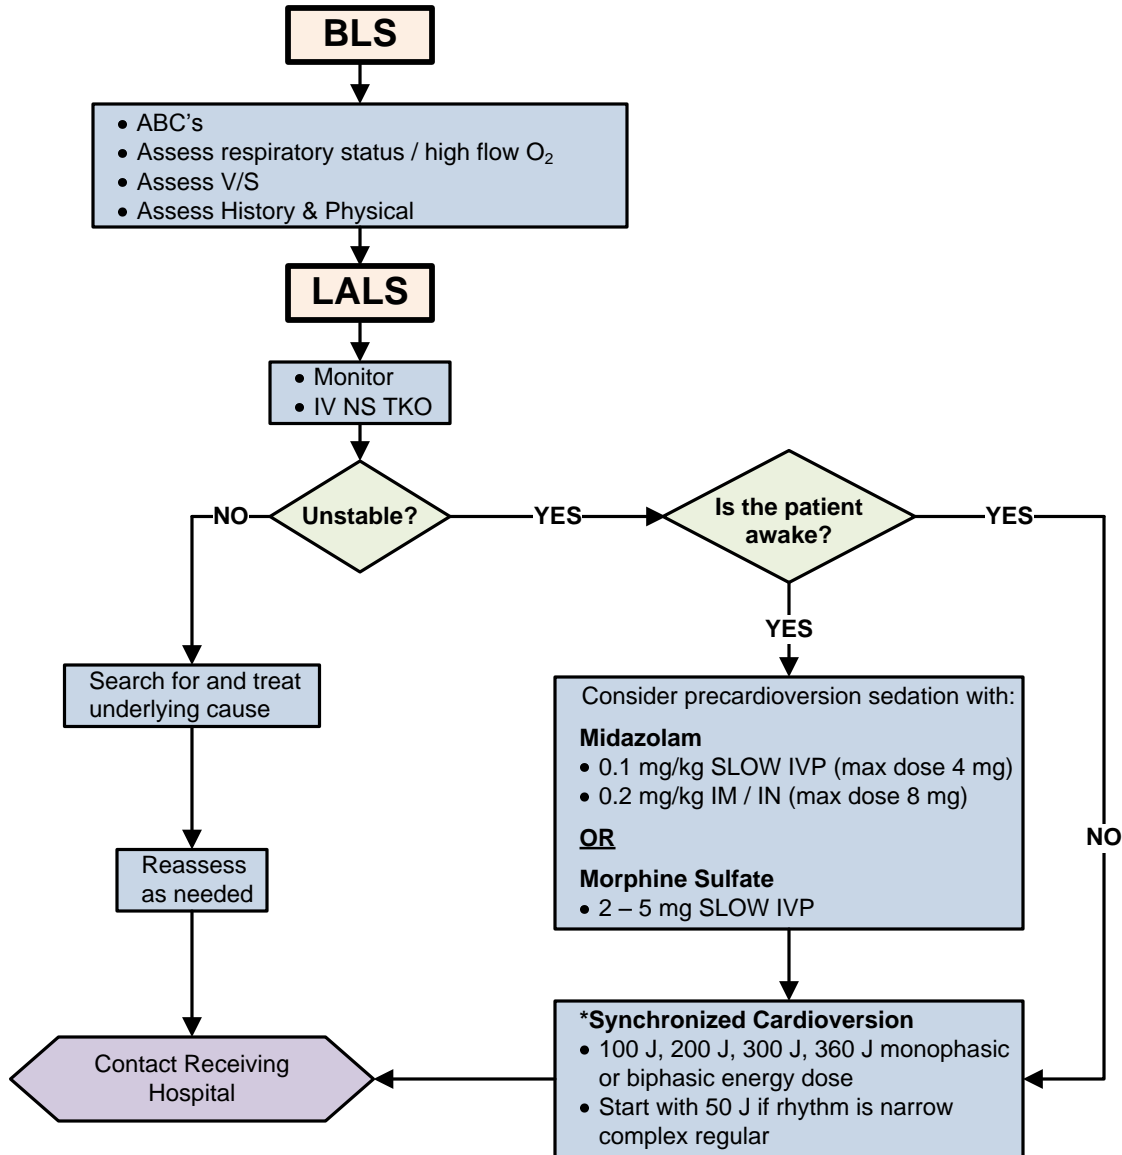 BLS
• ABC's
• Assess respiratory status / high flow O₂
• Assess V/S
• Assess History & Physical
LALS
• Monitor
• IV NS TKO
Unstable?
NO
YES
Is the patient
awake?
YES
YES
NO
Search for and treat
underlying cause
Reassess
as needed
Consider precardioversion sedation with:
Midazolam
• 0.1 mg/kg SLOW IVP (max dose 4 mg)
• 0.2 mg/kg IM / IN (max dose 8 mg)
OR
Morphine Sulfate
• 2 – 5 mg SLOW IVP
*Synchronized Cardioversion
• 100 J, 200 J, 300 J, 360 J monophasic
or biphasic energy dose
• Start with 50 J if rhythm is narrow
complex regular
Contact Receiving
Hospital